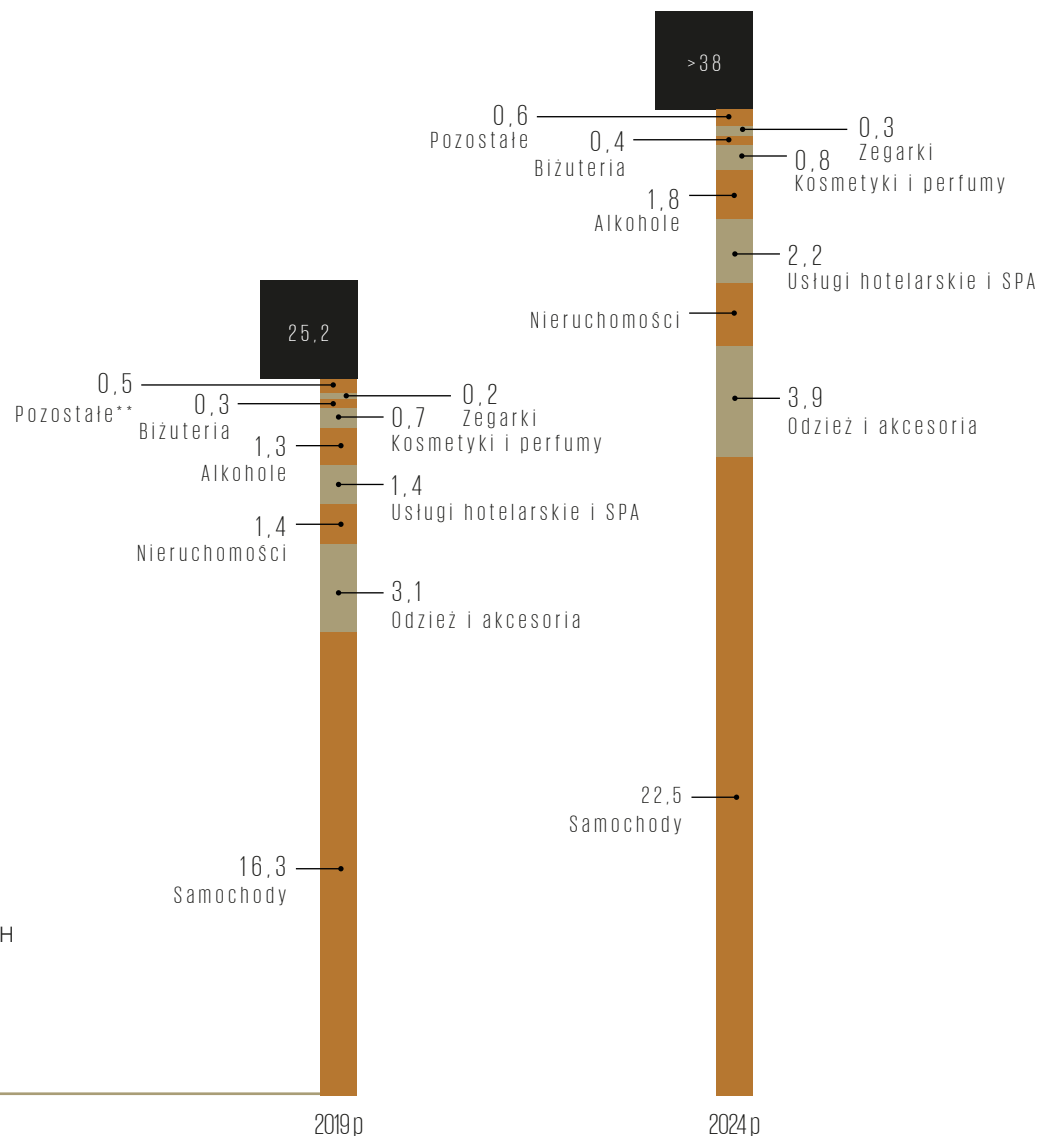 >38
0,6
Pozostałe
0,3
Zegarki
0,4
Biżuteria
0,8
Kosmetyki i perfumy
1,8
Alkohole
2,2
Usługi hotelarskie i SPA
Nieruchomości
3,9
Odzież i akcesoria
22,5
Samochody
25,2
0,5
Pozostałe**
0,2
Zegarki
0,3
Biżuteria
0,7
Kosmetyki i perfumy
1,3
Alkohole
1,4
Usługi hotelarskie i SPA
1,4
Nieruchomości
3,1
Odzież i akcesoria
16,3
Samochody
H
2019p
2024p